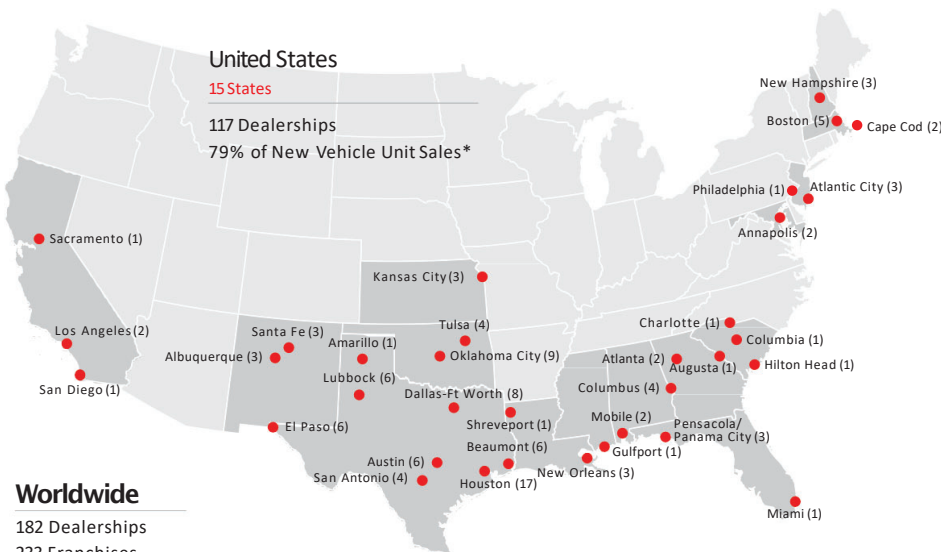 United States
15 States
117 Dealerships
79% of New Vehicle Unit Sales*
New Hampshire (3)
Boston (5)
Cape Cod (2)
Philadelphia (1)
Atlantic City (3)
Annapolis (2)
Sacramento (1)
Kansas City (3)
Los Angeles (2)
San Diego (1)
Santa Fe (3)
Albuquerque (3)
Amarillo (1)
Lubbock (6)
Tulsa (4)
Oklahoma City (9)
Dallas-Ft Worth (8)
Shreveport (1)
El Paso (6)
Beaumont (6)
Austin (6)
San Antonio (4)
Houston (17)
New Orleans (3)
Charlotte (1)
Columbia (1)
Atlanta (2)
Augusta (1)
Hilton Head (1)
Columbus (4)
Mobile (2)
Gulfport (1)
Pensacola/
Panama City (3)
Miami (1)
Worldwide
182 Dealerships